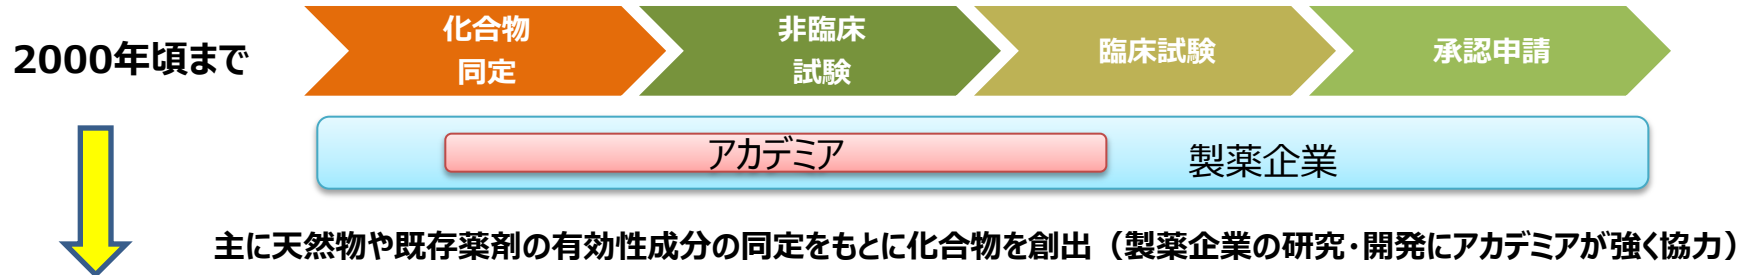 2000年頃まで
化合物
同定
非臨床
試験
臨床試験
承認申請
アカデミア
製薬企業
主に天然物や既存薬剤の有効性成分の同定をもとに化合物を創出（製薬企業の研究・開発にアカデミアが強く協力）